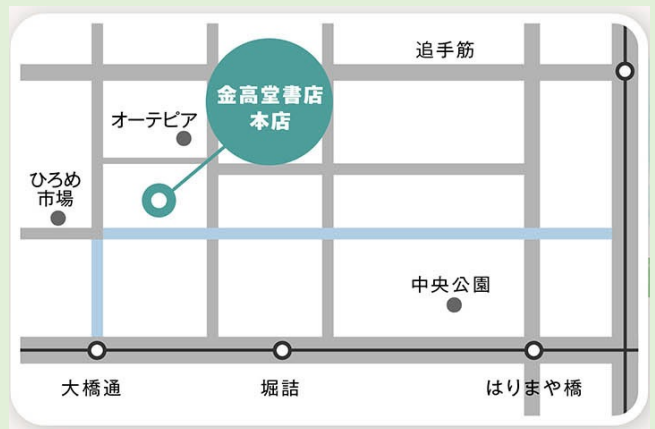 追手筋
金高堂書店
本店
オーテピア
ひろめ
市場
中央公園
大橋通
堀詰
はりまや橋